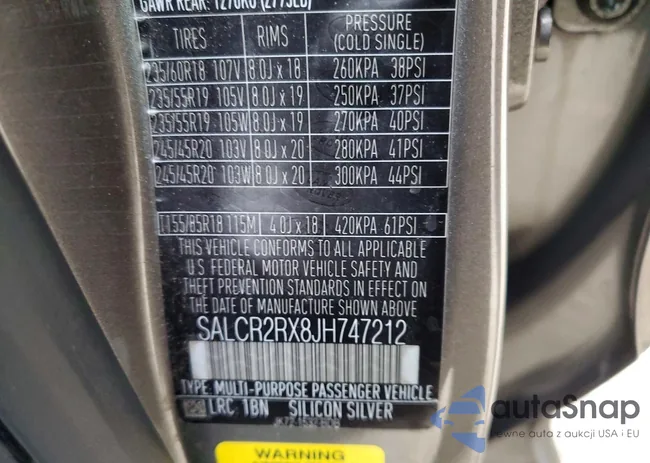 GAWR REAR: 1270KG (2775LB)
TIRES RIMS PRESSURE (COLD SINGLE)
235/60R18 107V 8.0J x 18 260KPA 38PSI
235/55R19 105V 8.0J x 19 250KPA 37PSI
235/55R19 105W 8.0J x 19 270KPA 40PSI
245/45R20 103V 8.0J x 20 280KPA 41PSI
245/45R20 103W 8.0J x 20 300KPA 44PSI
T155/85R18 115M 4.0J x 18 420KPA 61PSI
THIS VEHICLE CONFORMS TO ALL APPLICABLE
U S FEDERAL MOTOR VEHICLE SAFETY AND
THEFT PREVENTION STANDARDS IN EFFECT ON
THE DATE OF MANUFACTURE SHOWN ABOVE
SALCR2RX8JH747212
TYPE: MULTI-PURPOSE PASSENGER VEHICLE
LRC 1BN SILICON SILVER
WARNING
autoSnap
pewne auto z aukcji USA i EU